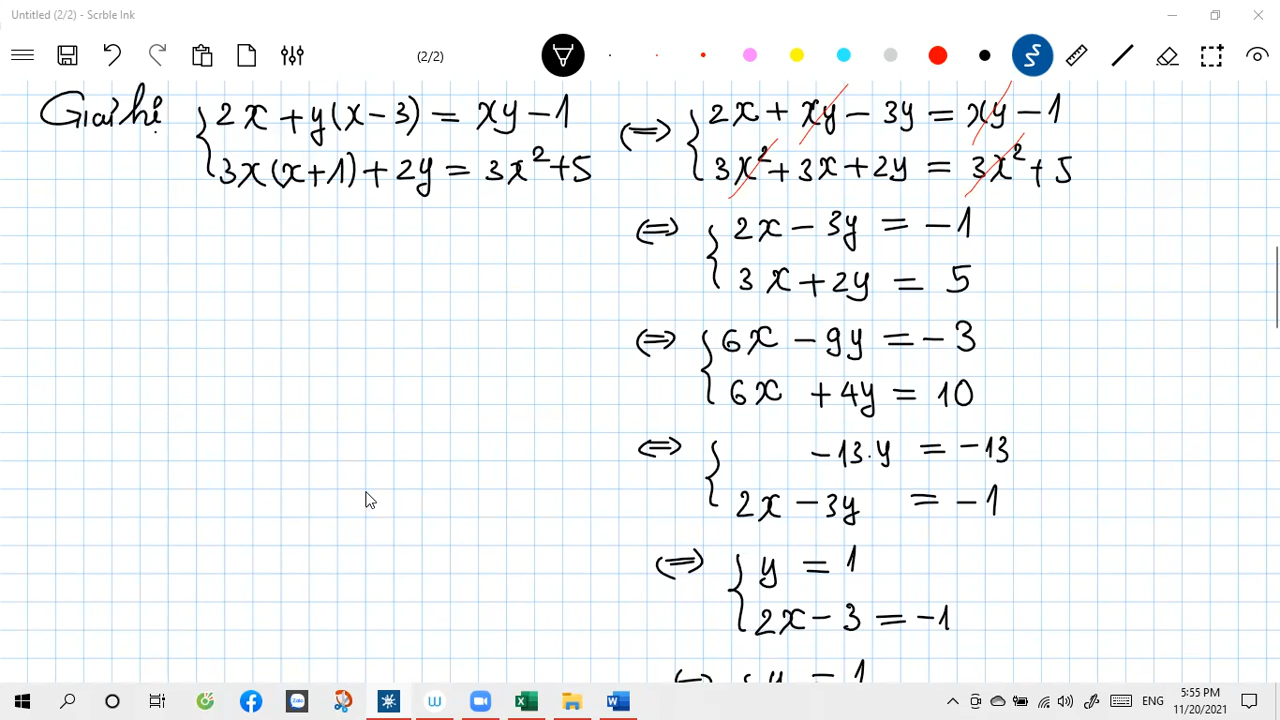 Untitled (2/2) - Scrble Ink
(2/2)
Giải hệ { 2x + y(x - 3) = xy - 1
3x(x+1) + 2y = 3x² + 5
⇔ { 2x + xy - 3y = xy - 1
3x² + 3x + 2y = 3x² + 5
⇔ { 2x - 3y = -1
3x + 2y = 5
⇔ { 6x - 9y = -3
6x + 4y = 10
⇔ { -13.y = -13
2x - 3y = -1
⇔ { y = 1
2x - 3 = -1
⇔ { y = 1
Zalo
ENG
5:55 PM
11/20/2021